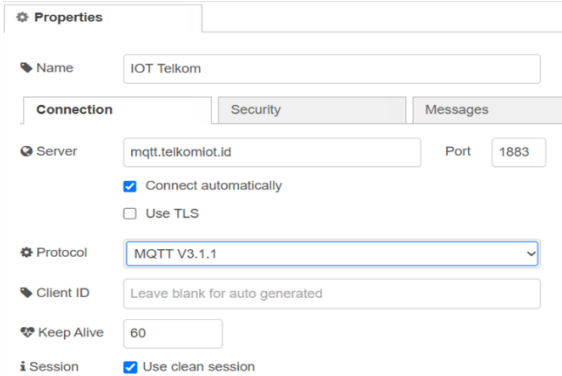 Properties
Name IOT Telkom
Connection Security Messages
Server mqtt.telkomiot.id Port 1883
Connect automatically
Use TLS
Protocol MQTT V3.1.1
Client ID Leave blank for auto generated
Keep Alive 60
Session Use clean session